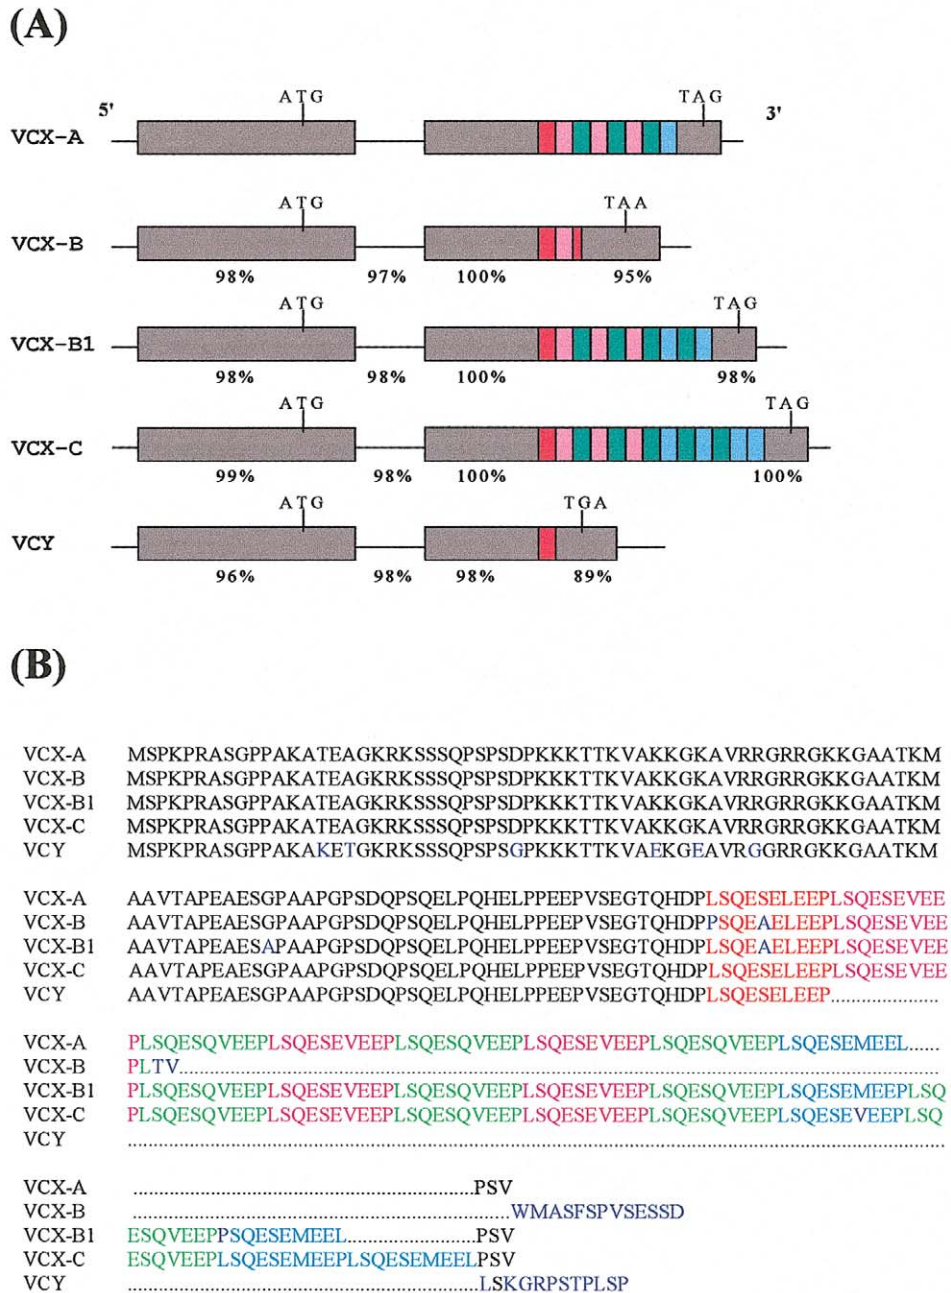 (A)
5' ATG TAG 3'
VCX-A
ATG TAA
VCX-B
98% 97% 100% 95%
ATG TAG
VCX-B1
98% 98% 100% 98%
ATG TAG
VCX-C
99% 98% 100% 100%
ATG TGA
VCY
96% 98% 98% 89%
(B)
VCX-A MSPKPRASGPPAKATEAGKRKSSSQPSPSDPKKKTTKVAKKGKAVRRGRRGKKGAATKM
VCX-B MSPKPRASGPPAKATEAGKRKSSSQPSPSDPKKKTTKVAKKGKAVRRGRRGKKGAATKM
VCX-B1 MSPKPRASGPPAKATEAGKRKSSSQPSPSDPKKKTTKVAKKGKAVRRGRRGKKGAATKM
VCX-C MSPKPRASGPPAKATEAGKRKSSSQPSPSDPKKKTTKVAKKGKAVRRGRRGKKGAATKM
VCY MSPKPRASGPPAKAKETGKRKSSSQPSPSGPKKKTTKVAEKGEAVRGGRRGKKGAATKM
VCX-A AAVTAPEAESGPAAPGPSDQPSQELPQHELPPEEPVSEGTQHDPLSQESELEEPLSQESEVEE
VCX-B AAVTAPEAESGPAAPGPSDQPSQELPQHELPPEEPVSEGTQHDPPSQEAELEEPLSQESEVEE
VCX-B1 AAVTAPEAESAPAAPGPSDQPSQELPQHELPPEEPVSEGTQHDPLSQEAELEEPLSQESEVEE
VCX-C AAVTAPEAESGPAAPGPSDQPSQELPQHELPPEEPVSEGTQHDPLSQESELEEPLSQESEVEE
VCY AAVTAPEAESGPAAPGPSDQPSQELPQHELPPEEPVSEGTQHDPLSQESELEEP....................
VCX-A PLSQESQVEEPLSQESEVEEPLSQESQVEEPLSQESEVEEPLSQESQVEEPLSQESEMEEL......
VCX-B PLTV..........................................................
VCX-B1 PLSQESQVEEPLSQESEVEEPLSQESQVEEPLSQESEVEEPLSQESQVEEPLSQESEMEEPLSQ
VCX-C PLSQESQVEEPLSQESEVEEPLSQESQVEEPLSQESEVEEPLSQESQVEEPLSQESEVEEPLSQ
VCY ..............................................................
VCX-A ..........................................................PSV
VCX-B ................................................................WMASFSPVSESSD
VCX-B1 ESQVEEPPSQESEMEEL.....................PSV
VCX-C ESQVEEPLSQESEMEEPLSQESEMEELPSV
VCY ..........................................................LSKGRPSTPLSP